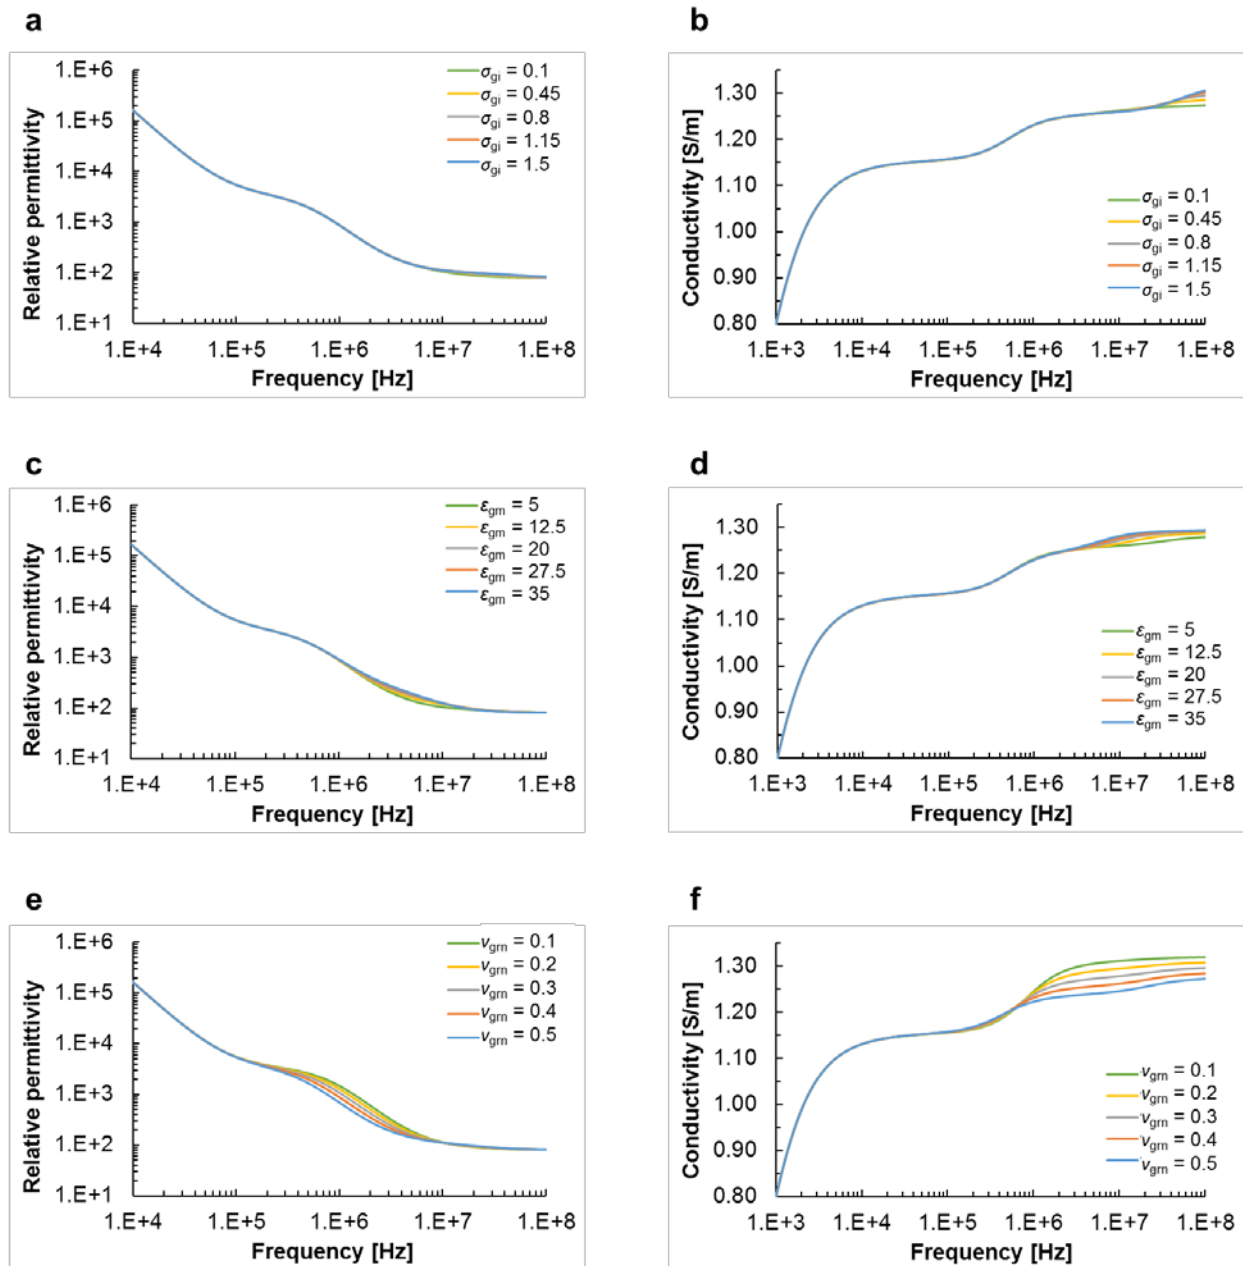 a
1.E+6
1.E+5
1.E+4
1.E+3
1.E+2
1.E+1
Relative permittivity
σgi = 0.1
σgi = 0.45
σgi = 0.8
σgi = 1.15
σgi = 1.5
1.E+4 1.E+5 1.E+6 1.E+7 1.E+8
Frequency [Hz]
b
1.30
1.20
1.10
1.00
0.90
0.80
Conductivity [S/m]
σgi = 0.1
σgi = 0.45
σgi = 0.8
σgi = 1.15
σgi = 1.5
1.E+3 1.E+4 1.E+5 1.E+6 1.E+7 1.E+8
Frequency [Hz]
c
1.E+6
1.E+5
1.E+4
1.E+3
1.E+2
1.E+1
Relative permittivity
εgm = 5
εgm = 12.5
εgm = 20
εgm = 27.5
εgm = 35
1.E+4 1.E+5 1.E+6 1.E+7 1.E+8
Frequency [Hz]
d
1.30
1.20
1.10
1.00
0.90
0.80
Conductivity [S/m]
εgm = 5
εgm = 12.5
εgm = 20
εgm = 27.5
εgm = 35
1.E+3 1.E+4 1.E+5 1.E+6 1.E+7 1.E+8
Frequency [Hz]
e
1.E+6
1.E+5
1.E+4
1.E+3
1.E+2
1.E+1
Relative permittivity
vgrn = 0.1
vgrn = 0.2
vgrn = 0.3
vgrn = 0.4
vgrn = 0.5
1.E+4 1.E+5 1.E+6 1.E+7 1.E+8
Frequency [Hz]
f
1.30
1.20
1.10
1.00
0.90
0.80
Conductivity [S/m]
vgrn = 0.1
vgrn = 0.2
vgrn = 0.3
vgrn = 0.4
vgrn = 0.5
1.E+3 1.E+4 1.E+5 1.E+6 1.E+7 1.E+8
Frequency [Hz]